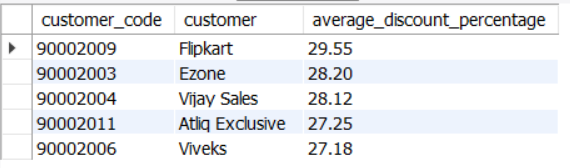 customer_code customer average_discount_percentage
90002009 Flipkart 29.55
90002003 Ezone 28.20
90002004 Vijay Sales 28.12
90002011 Atliq Exclusive 27.25
90002006 Viveks 27.18